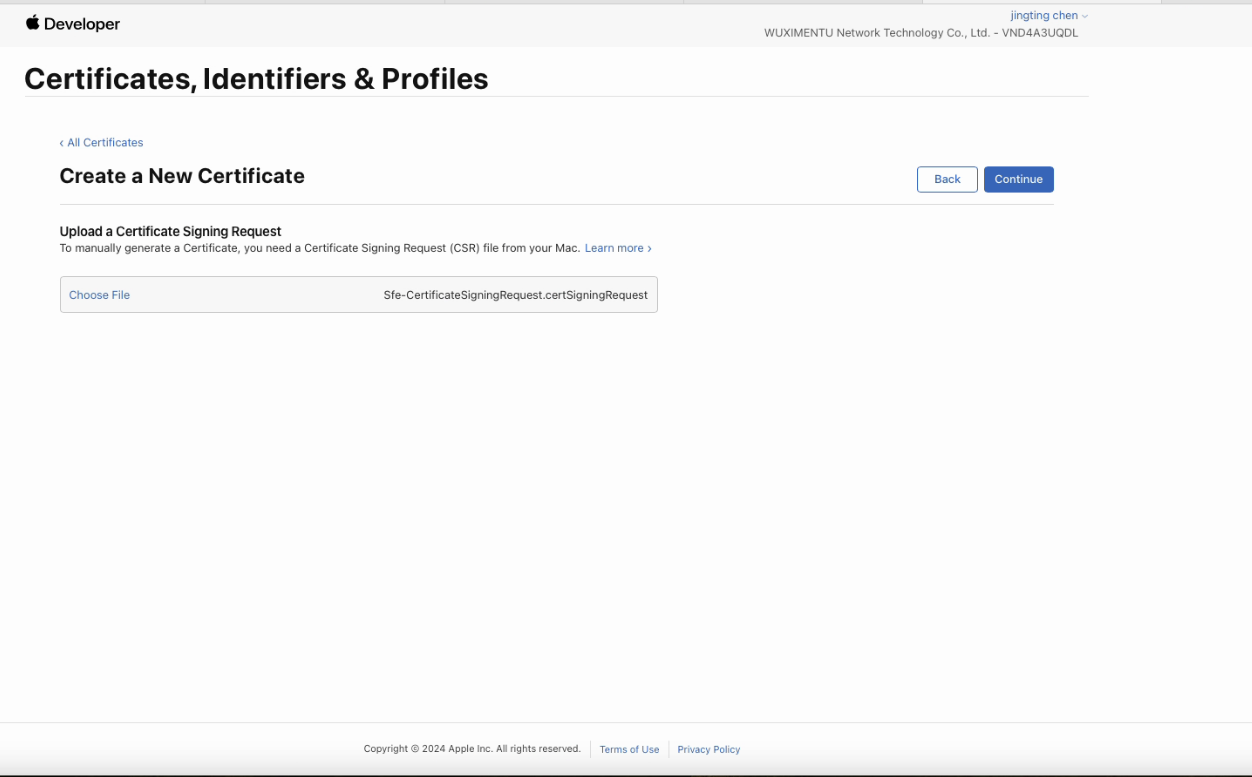 Developer
jingting chen
WUXIMENTU Network Technology Co., Ltd. - VND4A3UQDL
Certificates, Identifiers & Profiles
‹ All Certificates
Create a New Certificate
Back
Continue
Upload a Certificate Signing Request
To manually generate a Certificate, you need a Certificate Signing Request (CSR) file from your Mac. Learn more ›
Choose File
Sfe-CertificateSigningRequest.certSigningRequest
Copyright © 2024 Apple Inc. All rights reserved.
Terms of Use
Privacy Policy